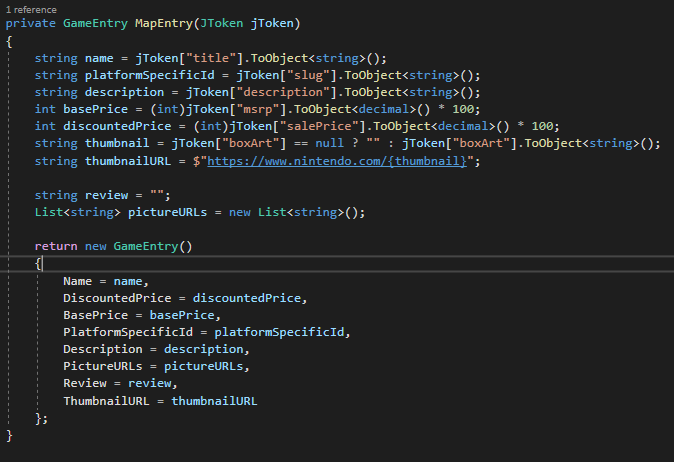 1 reference
private GameEntry MapEntry(JToken jToken)
{
string name = jToken["title"].ToObject<string>();
string platformSpecificId = jToken["slug"].ToObject<string>();
string description = jToken["description"].ToObject<string>();
int basePrice = (int)jToken["msrp"].ToObject<decimal>() * 100;
int discountedPrice = (int)jToken["salePrice"].ToObject<decimal>() * 100;
string thumbnail = jToken["boxArt"] == null ? "" : jToken["boxArt"].ToObject<string>();
string thumbnailURL = $"https://www.nintendo.com/{thumbnail}";
string review = "";
List<string> pictureURLs = new List<string>();
return new GameEntry()
{
Name = name,
DiscountedPrice = discountedPrice,
BasePrice = basePrice,
PlatformSpecificId = platformSpecificId,
Description = description,
PictureURLs = pictureURLs,
Review = review,
ThumbnailURL = thumbnailURL
};
}